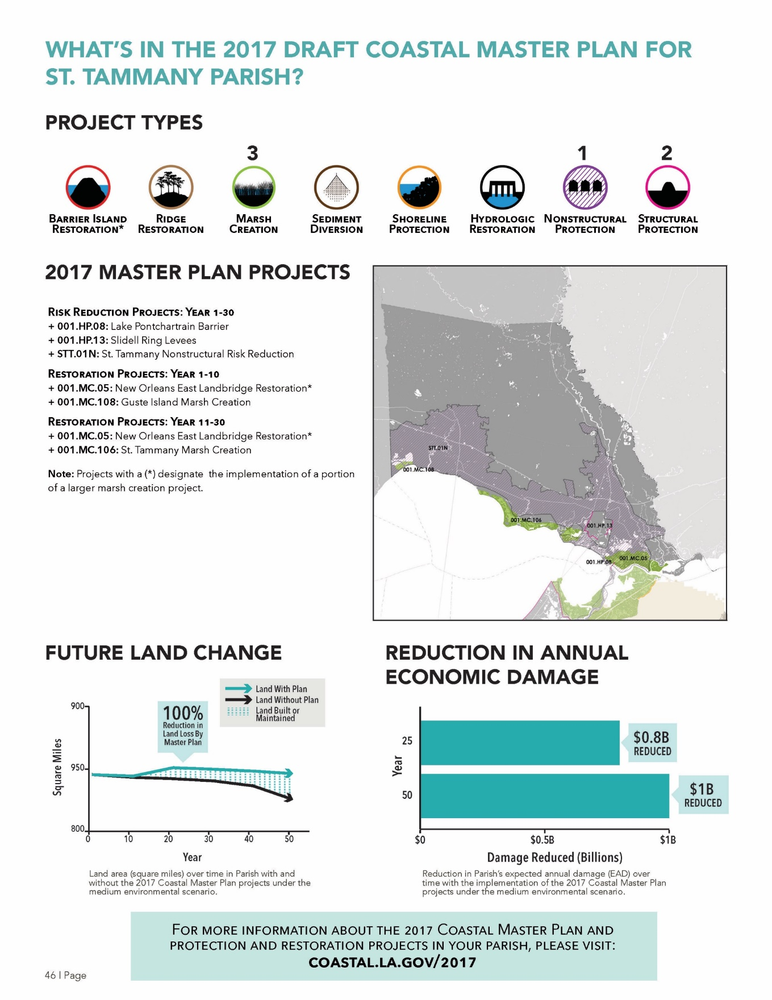 WHAT'S IN THE 2017 DRAFT COASTAL MASTER PLAN FOR
ST. TAMMANY PARISH?
PROJECT TYPES
3
1
2
BARRIER ISLAND
RESTORATION*
RIDGE
RESTORATION
MARSH
CREATION
SEDIMENT
DIVERSION
SHORELINE
PROTECTION
HYDROLOGIC
RESTORATION
NONSTRUCTURAL
PROTECTION
STRUCTURAL
PROTECTION
2017 MASTER PLAN PROJECTS
RISK REDUCTION PROJECTS: YEAR 1-30
+ 001.HP.08: Lake Pontchartrain Barrier
+ 001.HP.13: Slidell Ring Levees
+ STT.01N: St. Tammany Nonstructural Risk Reduction
RESTORATION PROJECTS: YEAR 1-10
+ 001.MC.05: New Orleans East Landbridge Restoration*
+ 001.MC.108: Guste Island Marsh Creation
RESTORATION PROJECTS: YEAR 11-30
+ 001.MC.05: New Orleans East Landbridge Restoration*
+ 001.MC.106: St. Tammany Marsh Creation
Note: Projects with a (*) designate the implementation of a portion
of a larger marsh creation project.
STT.01N
001.MC.108
001.MC.106
001.HP.13
001.HP.08
001.MC.05
FUTURE LAND CHANGE
Land With Plan
Land Without Plan
Land Built or
Maintained
100%
Reduction in
Land Loss By
Master Plan
Square Miles
900
950
800
0
10
20
30
40
50
Year
Land area (square miles) over time in Parish with and
without the 2017 Coastal Master Plan projects under the
medium environmental scenario.
REDUCTION IN ANNUAL
ECONOMIC DAMAGE
Year
25
50
$0.8B
REDUCED
$1B
REDUCED
$0
$0.5B
$1B
Damage Reduced (Billions)
Reduction in Parish's expected annual damage (EAD) over
time with the implementation of the 2017 Coastal Master Plan
projects under the medium environmental scenario.
FOR MORE INFORMATION ABOUT THE 2017 COASTAL MASTER PLAN AND
PROTECTION AND RESTORATION PROJECTS IN YOUR PARISH, PLEASE VISIT:
COASTAL.LA.GOV/2017
46 | Page